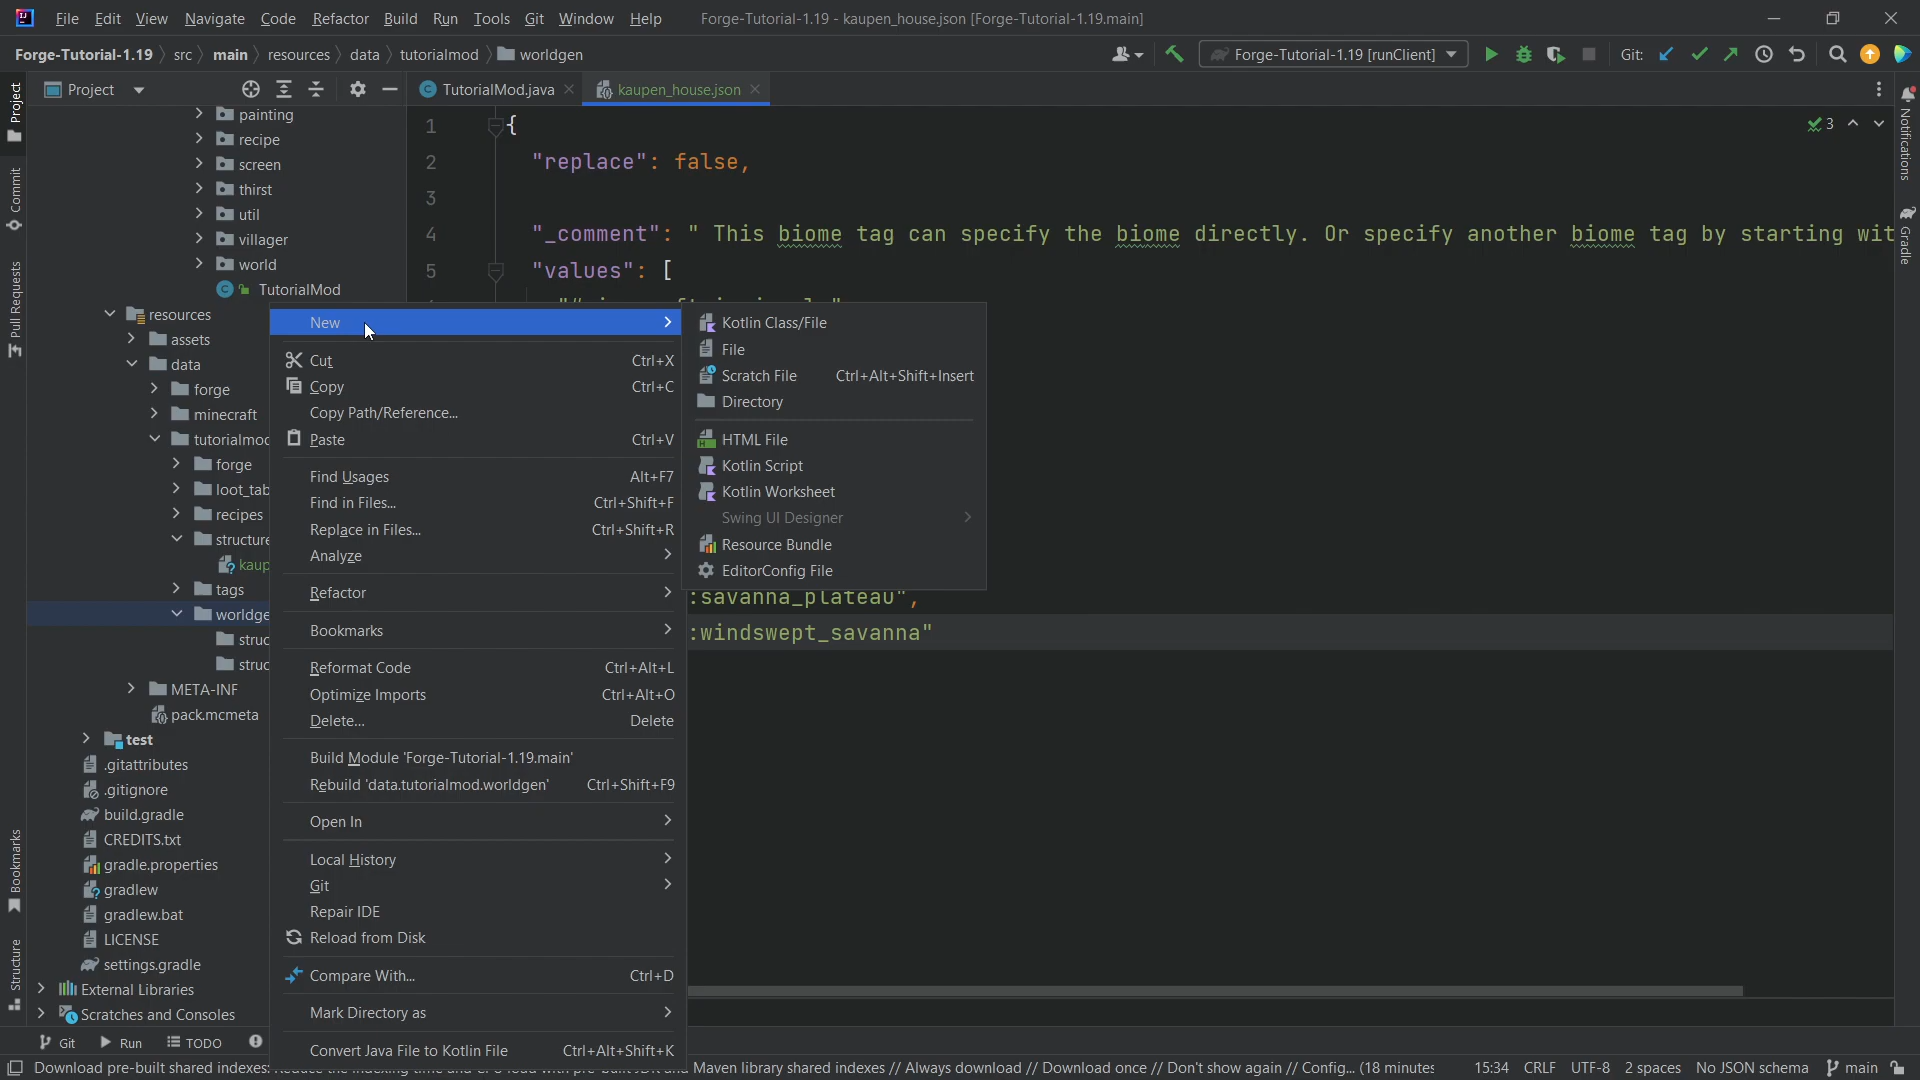 File Edit View Navigate Code Refactor Build Run Tools Git Window Help Forge-Tutorial-1.19 - kaupen_house.json [Forge-Tutorial-1.19.main]
Forge-Tutorial-1.19 src main resources data tutorialmod worldgen Forge-Tutorial-1.19 [runClient] Git:
Project TutorialMod.java kaupen_house.json
painting
recipe
screen
thirst
util
villager
world
TutorialMod
resources
assets
data
forge
minecraft
tutorialmod
forge
loot_tab
recipes
structure
kaup
tags
worldge
struc
struc
META-INF
pack.mcmeta
test
.gitattributes
.gitignore
build.gradle
CREDITS.txt
gradle.properties
gradlew
gradlew.bat
LICENSE
settings.gradle
External Libraries
Scratches and Consoles
1 {
2 "replace": false,
3
4 "_comment": " This biome tag can specify the biome directly. Or specify another biome tag by starting wit
5 "values": [
:savanna_plateau",
:windswept_savanna"
3
New
Cut Ctrl+X
Copy Ctrl+C
Copy Path/Reference...
Paste Ctrl+V
Find Usages Alt+F7
Find in Files... Ctrl+Shift+F
Replace in Files... Ctrl+Shift+R
Analyze
Refactor
Bookmarks
Reformat Code Ctrl+Alt+L
Optimize Imports Ctrl+Alt+O
Delete... Delete
Build Module 'Forge-Tutorial-1.19.main'
Rebuild 'data.tutorialmod.worldgen' Ctrl+Shift+F9
Open In
Local History
Git
Repair IDE
Reload from Disk
Compare With... Ctrl+D
Mark Directory as
Convert Java File to Kotlin File Ctrl+Alt+Shift+K
Kotlin Class/File
File
Scratch File Ctrl+Alt+Shift+Insert
Directory
HTML File
Kotlin Script
Kotlin Worksheet
Swing UI Designer
Resource Bundle
EditorConfig File
Project
Commit
Pull Requests
Bookmarks
Structure
Notifications
Gradle
Git Run TODO
Download pre-built shared indexes: Maven library shared indexes // Always download // Download once // Don't show again // Config... (18 minutes 15:34 CRLF UTF-8 2 spaces No JSON schema main